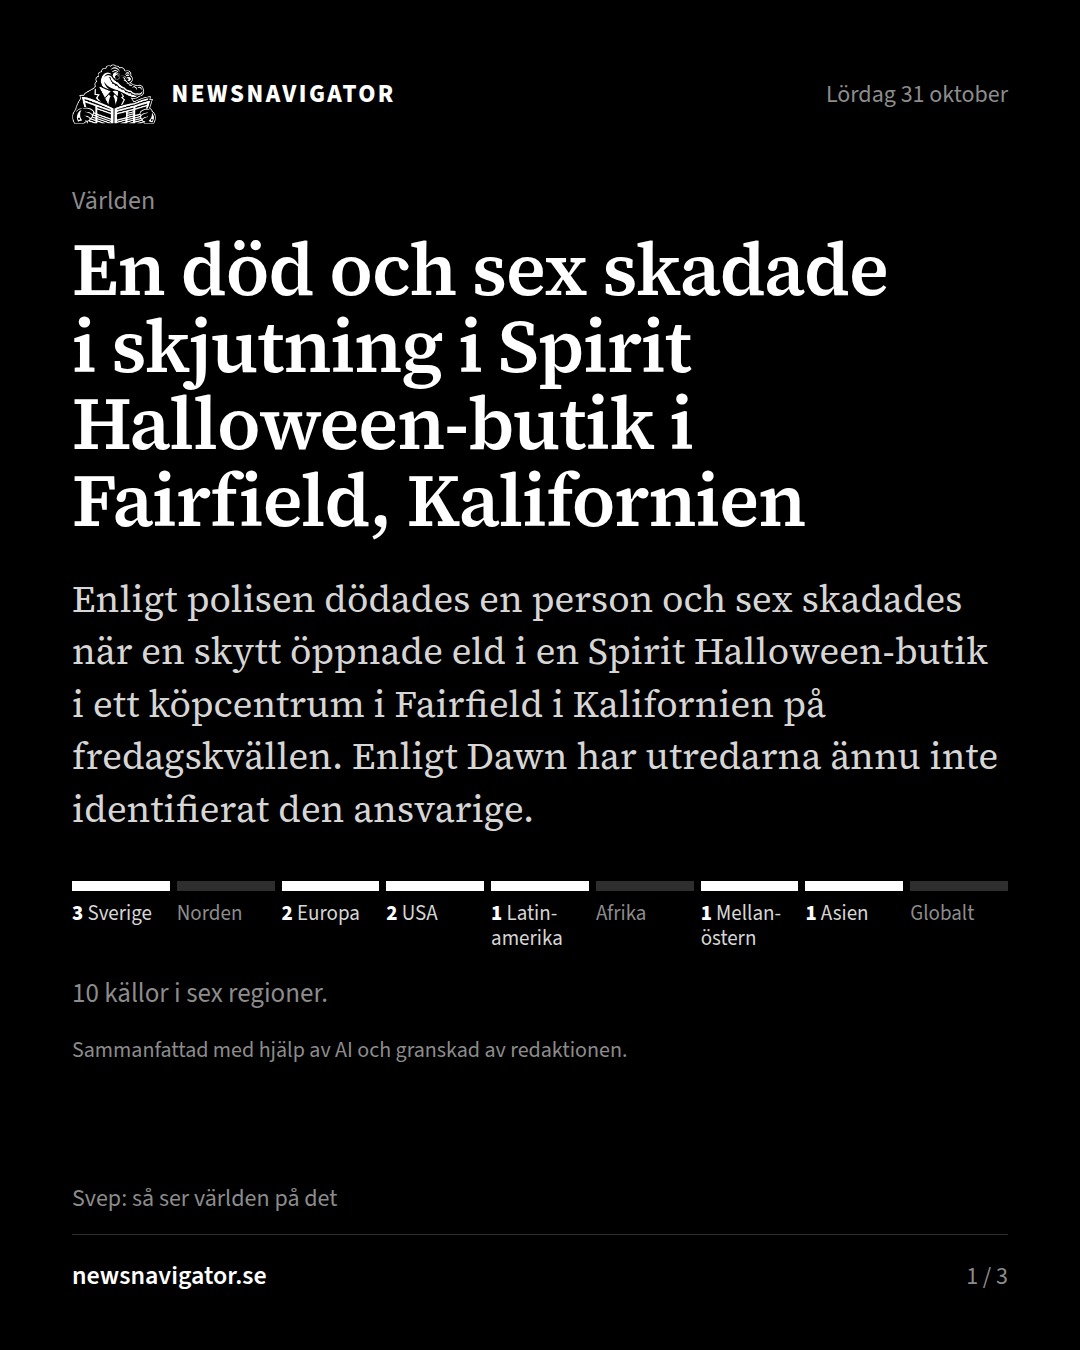 NEWSNAVIGATOR
Lördag 31 oktober
Världen
En död och sex skadade
i skjutning i Spirit
Halloween-butik i
Fairfield, Kalifornien
Enligt polisen dödades en person och sex skadades
när en skytt öppnade eld i en Spirit Halloween-butik
i ett köpcentrum i Fairfield i Kalifornien på
fredagskvällen. Enligt Dawn har utredarna ännu inte
identifierat den ansvarige.
3 Sverige
Norden
2 Europa
2 USA
1 Latin-
amerika
Afrika
1 Mellan-
östern
1 Asien
Globalt
10 källor i sex regioner.
Sammanfattad med hjälp av AI och granskad av redaktionen.
Svep: så ser världen på det
newsnavigator.se
1 / 3